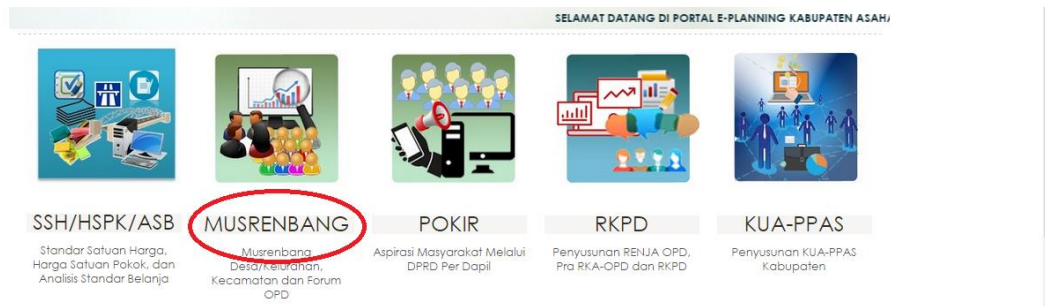 SELAMAT DATANG DI PORTAL E-PLANNING KABUPATEN
SSH/HSPK/ASB
Standar Satuan Harga,
Harga Satuan Pokok, dan
Analisis Standar Belanja
MUSRENBANG
Musrenbang
Desa/Kelurahan,
Kecamatan dan Forum
OPD
POKIR
Aspirasi Masyarakat Melalui
DPRD Per Dapil
RKPD
Penyusunan RENJA OPD,
Pra RKA-OPD dan RKPD
KUA-PPAS
Penyusunan KUA-PPAS
Kabupaten